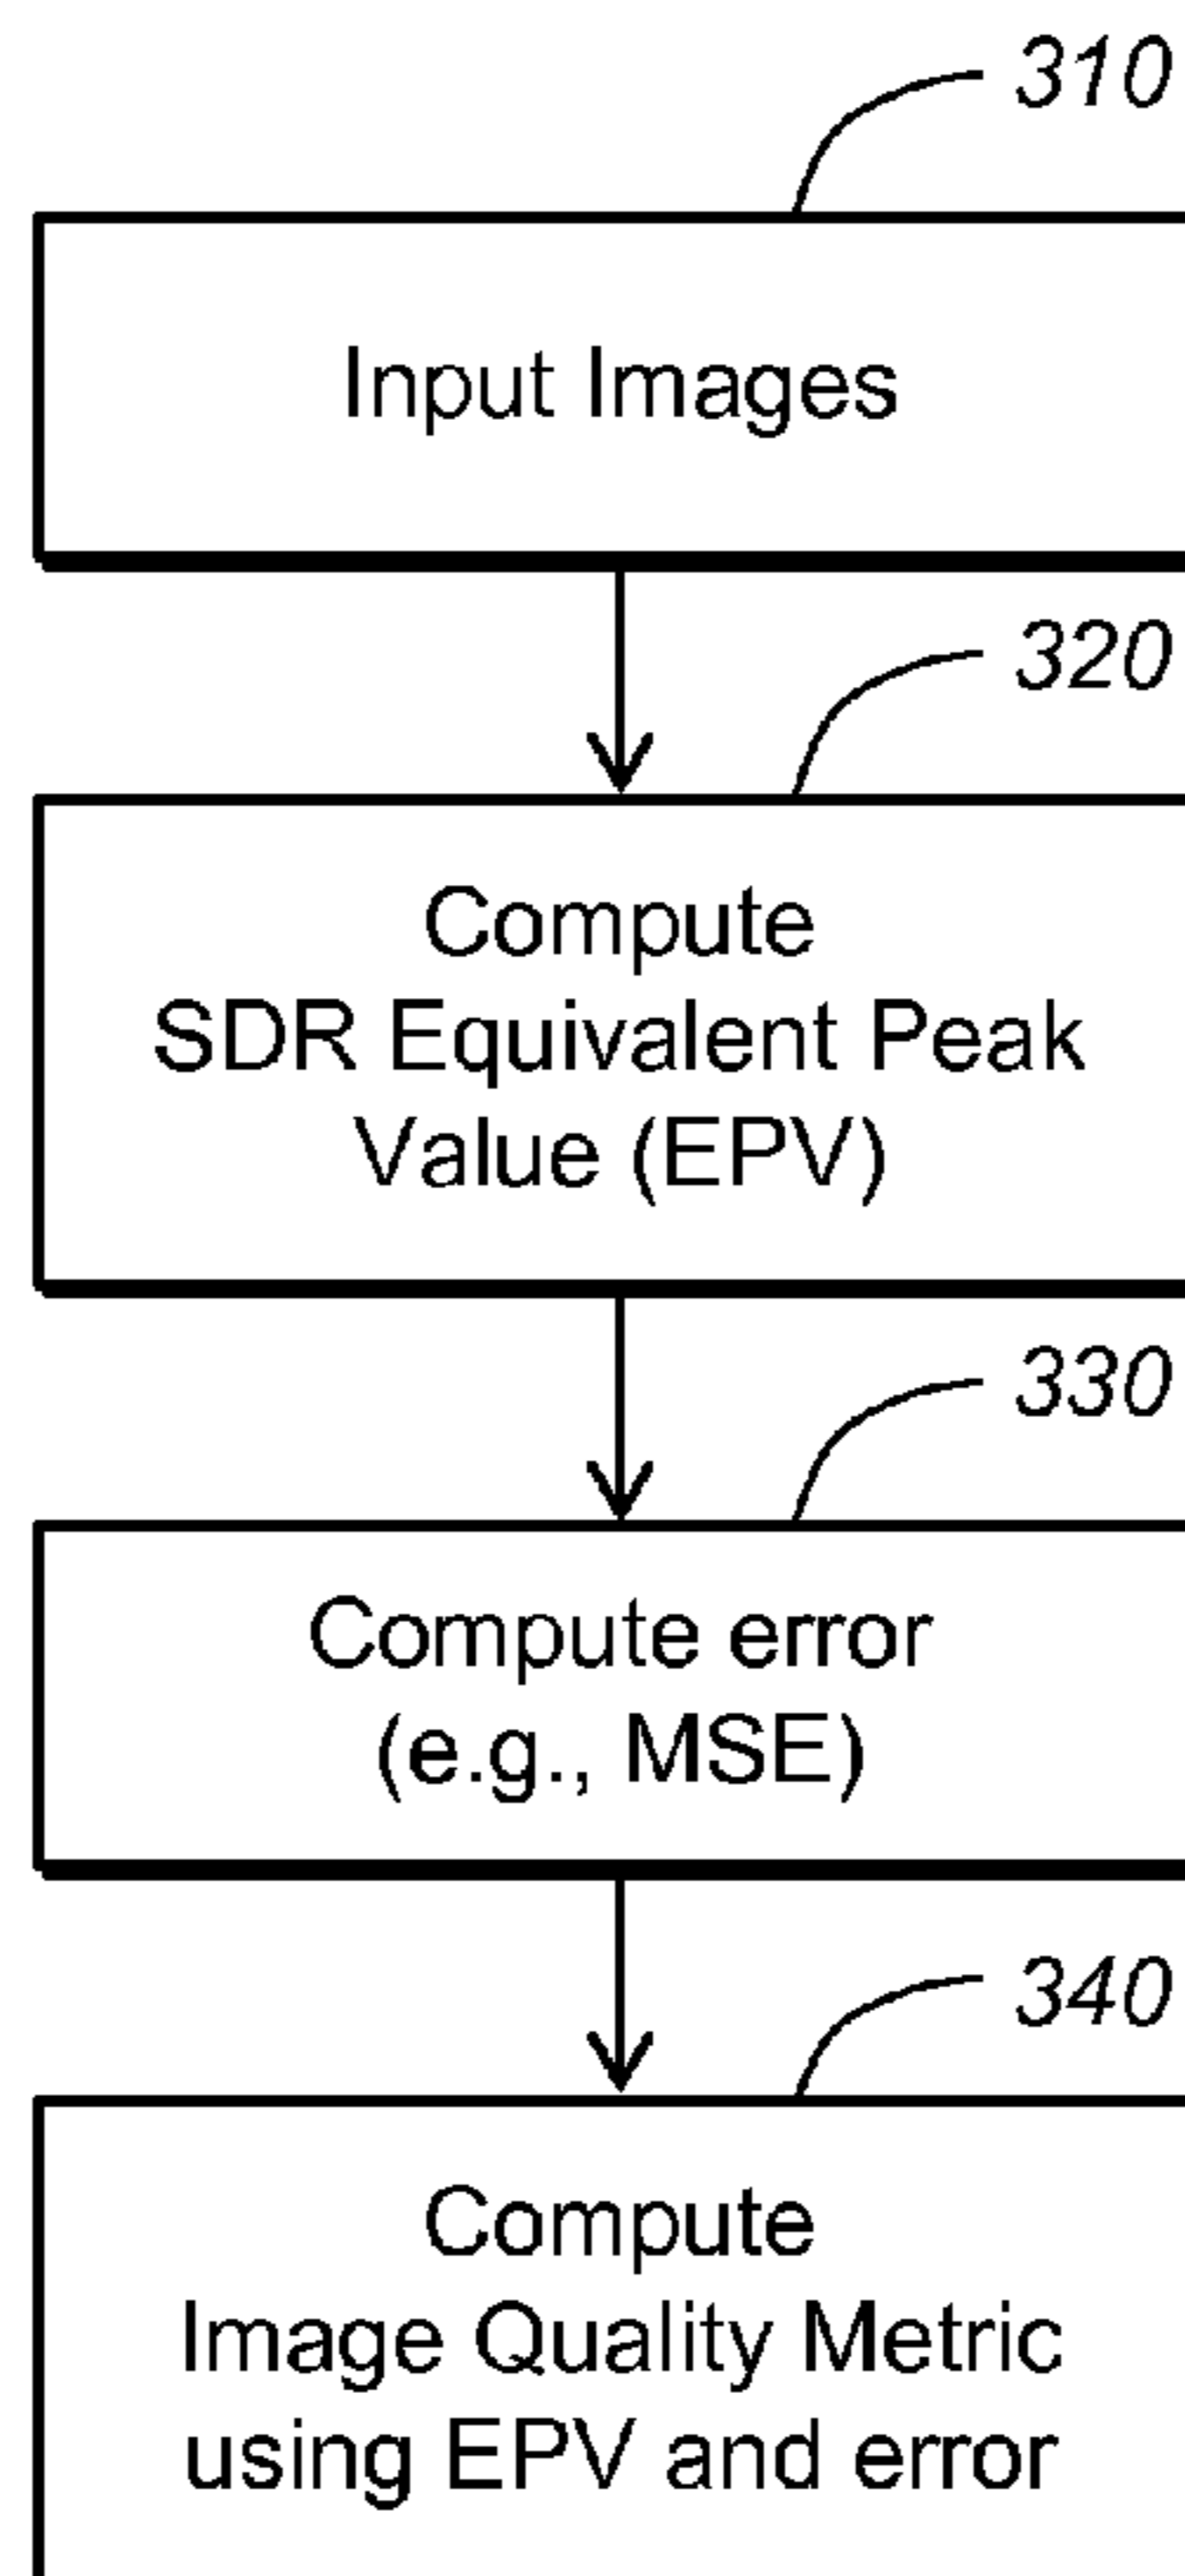 310
Input Images
320
Compute
SDR Equivalent Peak
Value (EPV)
330
Compute error
(e.g., MSE)
340
Compute
Image Quality Metric
using EPV and error